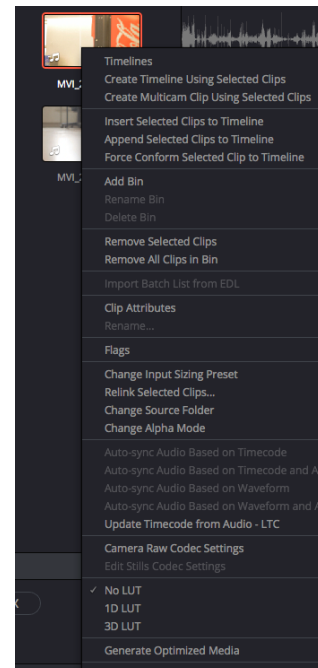 MVI_
MVI_
Timelines
Create Timeline Using Selected Clips
Create Multicam Clip Using Selected Clips
Insert Selected Clips to Timeline
Append Selected Clips to Timeline
Force Conform Selected Clip to Timeline
Add Bin
Rename Bin
Delete Bin
Remove Selected Clips
Remove All Clips in Bin
Import Batch List from EDL
Clip Attributes
Rename...
Flags
Change Input Sizing Preset
Relink Selected Clips...
Change Source Folder
Change Alpha Mode
Auto-sync Audio Based on Timecode
Auto-sync Audio Based on Timecode and A
Auto-sync Audio Based on Waveform
Auto-sync Audio Based on Waveform and A
Update Timecode from Audio - LTC
Camera Raw Codec Settings
Edit Stills Codec Settings
✓ No LUT
1D LUT
3D LUT
Generate Optimized Media